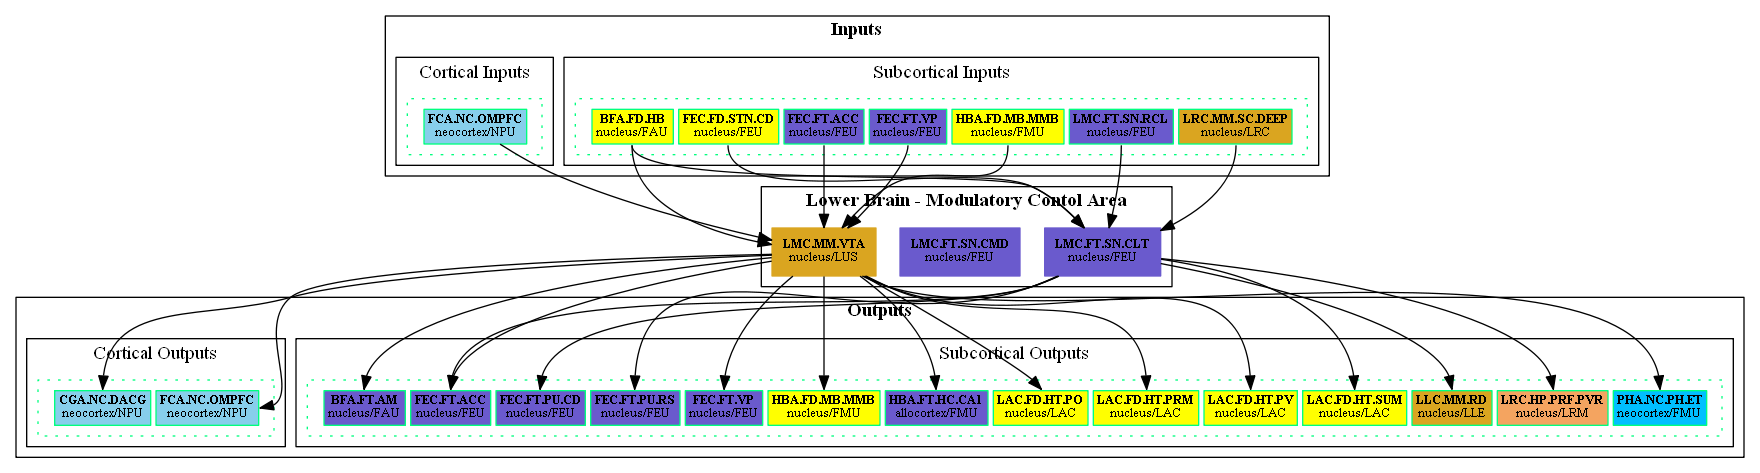 Inputs
Cortical Inputs
Subcortical Inputs
FCA.NC.OMPFC
neocortex/NPU
BFA.FD.HB
nucleus/FAU
FEC.FD.STN.CD
nucleus/FEU
FEC.FT.ACC
nucleus/FEU
FEC.FT.VP
nucleus/FEU
HBA.FD.MB.MMB
nucleus/FMU
LMC.FT.SN.RCL
nucleus/FEU
LRC.MM.SC.DEEP
nucleus/LRC
Lower Brain - Modulatory Contol Area
LMC.MM.VTA
nucleus/LUS
LMC.FT.SN.CMD
nucleus/FEU
LMC.FT.SN.CLT
nucleus/FEU
Outputs
Cortical Outputs
Subcortical Outputs
CGA.NC.DACG
neocortex/NPU
FCA.NC.OMPFC
neocortex/NPU
BFA.FT.AM
nucleus/FAU
FEC.FT.ACC
nucleus/FEU
FEC.FT.PU.CD
nucleus/FEU
FEC.FT.PU.RS
nucleus/FEU
FEC.FT.VP
nucleus/FEU
HBA.FD.MB.MMB
nucleus/FMU
HBA.FT.HC.CA1
allocortex/FMU
LAC.FD.HT.PO
nucleus/LAC
LAC.FD.HT.PRM
nucleus/LAC
LAC.FD.HT.PV
nucleus/LAC
LAC.FD.HT.SUM
nucleus/LAC
LLC.MM.RD
nucleus/LLE
LRC.HP.PRF.PVR
nucleus/LRM
PHA.NC.PH.ET
neocortex/FMU